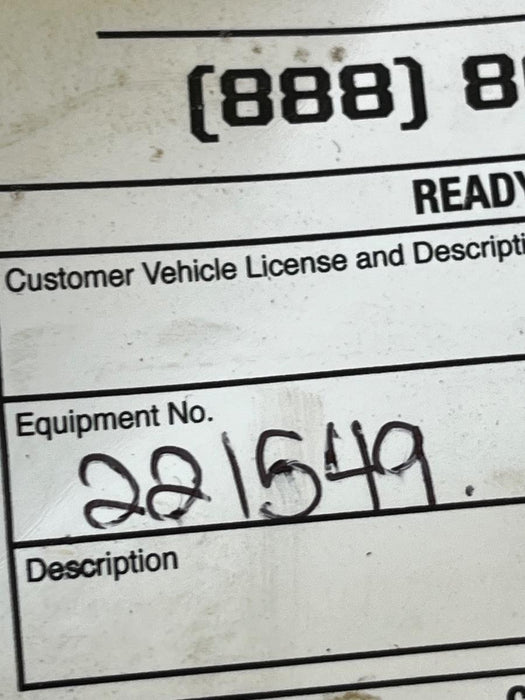 (888) 8
READY
Customer Vehicle License and Descripti
Equipment No.
221549.
Description